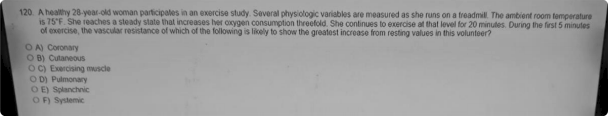 120. A healthy 28-year-old woman participates in an exercise study. Several physiologic variables are measured as she runs on a treadmill. The ambient room temperature
is 75°F. She reaches a steady state that increases her oxygen consumption threefold. She continues to exercise at that level for 20 minutes. During the first 5 minutes
of exercise, the vascular resistance of which of the following is likely to show the greatest increase from resting values in this volunteer?
A) Coronary
B) Cutaneous
C) Exercising muscle
D) Pulmonary
E) Splanchnic
F) Systemic